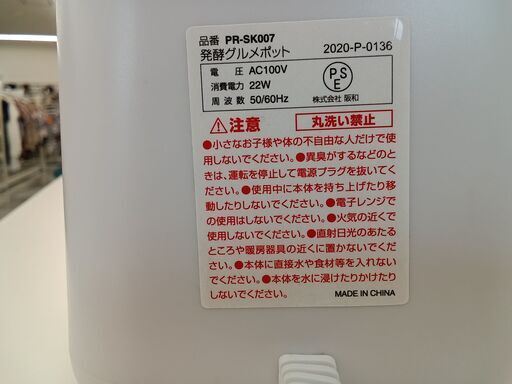 品番 PR-SK007
発酵グルメポット 2020-P-0136
電圧 AC100V
消費電力 22W
周波数 50/60Hz
PSE
株式会社 阪和
注意 丸洗い禁止
●小さなお子様や体の不自由な人だけで使
用しないでください。●異臭がするなどのと
きは、運転を停止して電源プラグを抜いてく
ださい。●使用中に本体を持ち上げたり移
動したりしないでください。●電子レンジで
の使用はしないでください。●火気の近くで
使用しないでください。●直射日光のあたる
ところや暖房器具の近くに置かないでくだ
さい。●本体に直接水や食材等を入れない
でください。●本体を水に浸けたりかけたり
しないでください。
MADE IN CHINA